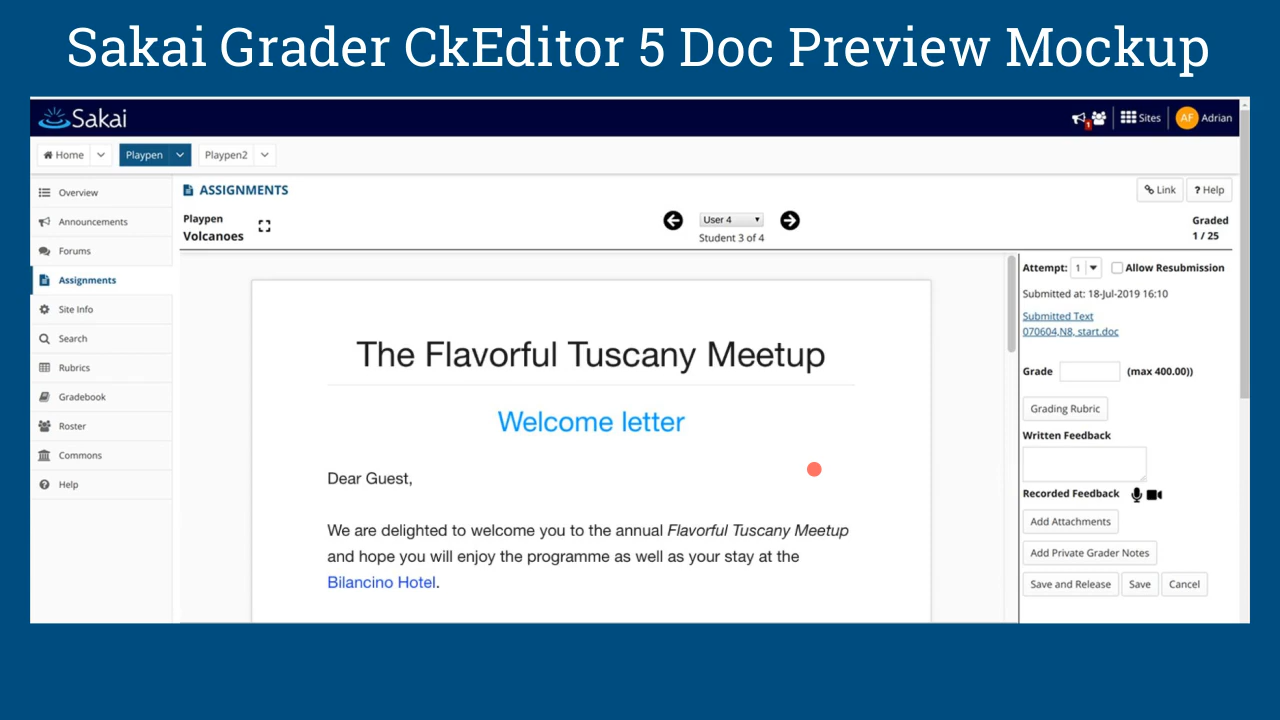 Sakai Grader CkEditor 5 Doc Preview Mockup
Sakai
1
Sites
AF
Adrian
Home
Playpen
Playpen2
Overview
Announcements
Forums
Assignments
Site Info
Search
Rubrics
Gradebook
Roster
Commons
Help
ASSIGNMENTS
Link
? Help
Playpen
Volcanoes
User 4
Student 3 of 4
Graded
1 / 25
The Flavorful Tuscany Meetup
Welcome letter
Dear Guest,
We are delighted to welcome you to the annual Flavorful Tuscany Meetup
and hope you will enjoy the programme as well as your stay at the
Bilancino Hotel.
Attempt: 1 Allow Resubmission
Submitted at: 18-Jul-2019 16:10
Submitted Text
070604,N8, start.doc
Grade (max 400.00))
Grading Rubric
Written Feedback
Recorded Feedback
Add Attachments
Add Private Grader Notes
Save and Release Save Cancel